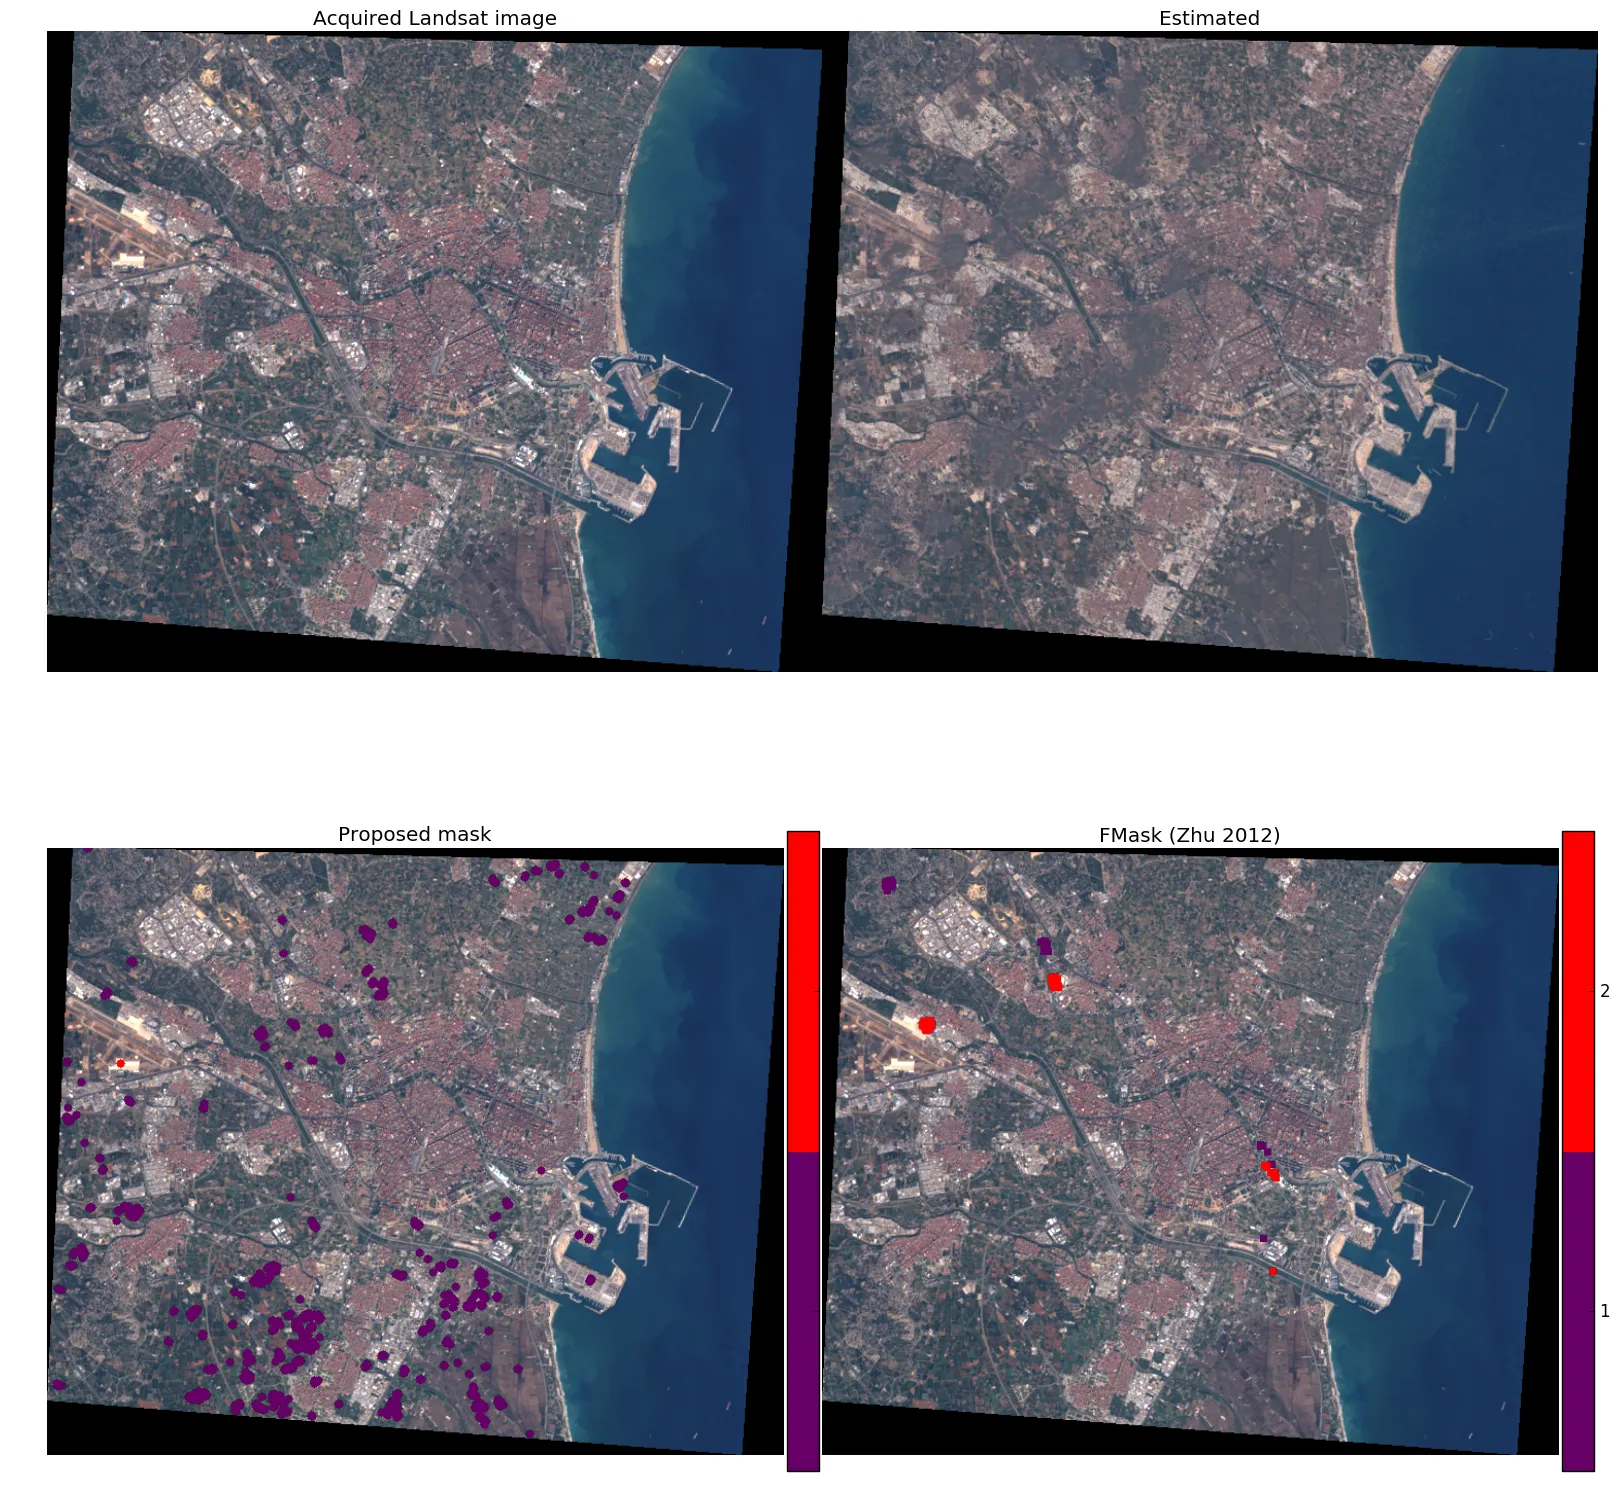 Acquired Landsat image
Estimated
Proposed mask
FMask (Zhu 2012)
2
1